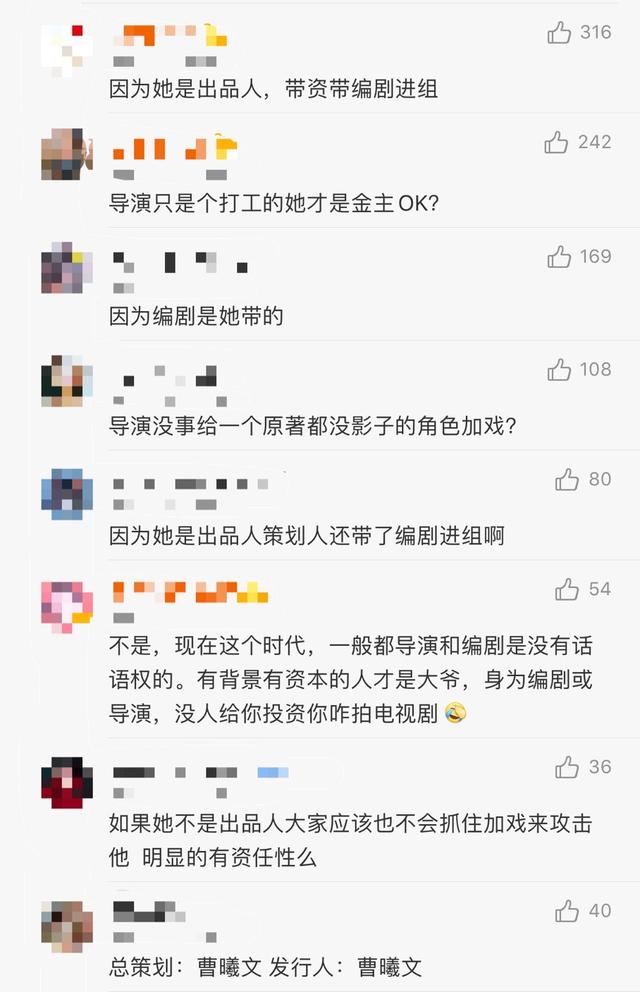 316
因为她是出品人，带资带编剧进组
242
导演只是个打工的她才是金主OK?
169
因为编剧是她带的
108
导演没事给一个原著都没影子的角色加戏?
80
因为她是出品人策划人还带了编剧进组啊
54
不是，现在这个时代，一般都导演和编剧是没有话
语权的。有背景有资本的人才是大爷，身为编剧或
导演，没人给你投资你咋拍电视剧🤣
36
如果她不是出品人大家应该也不会抓住加戏来攻击
他 明显的有资任性么
40
总策划：曹曦文 发行人：曹曦文